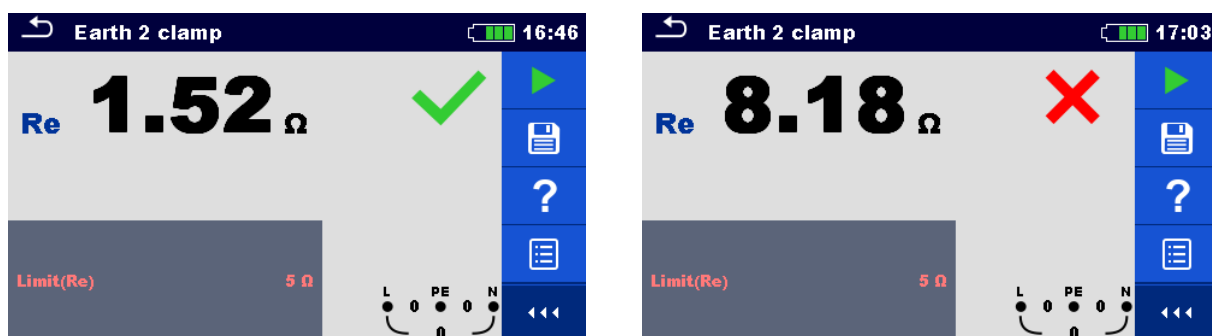 Earth 2 clamp 16:46
Re 1.52 Ω
?
Limit(Re) 5 Ω
L PE N
0 0
0
Earth 2 clamp 17:03
Re 8.18 Ω
?
Limit(Re) 5 Ω
L PE N
0 0
0